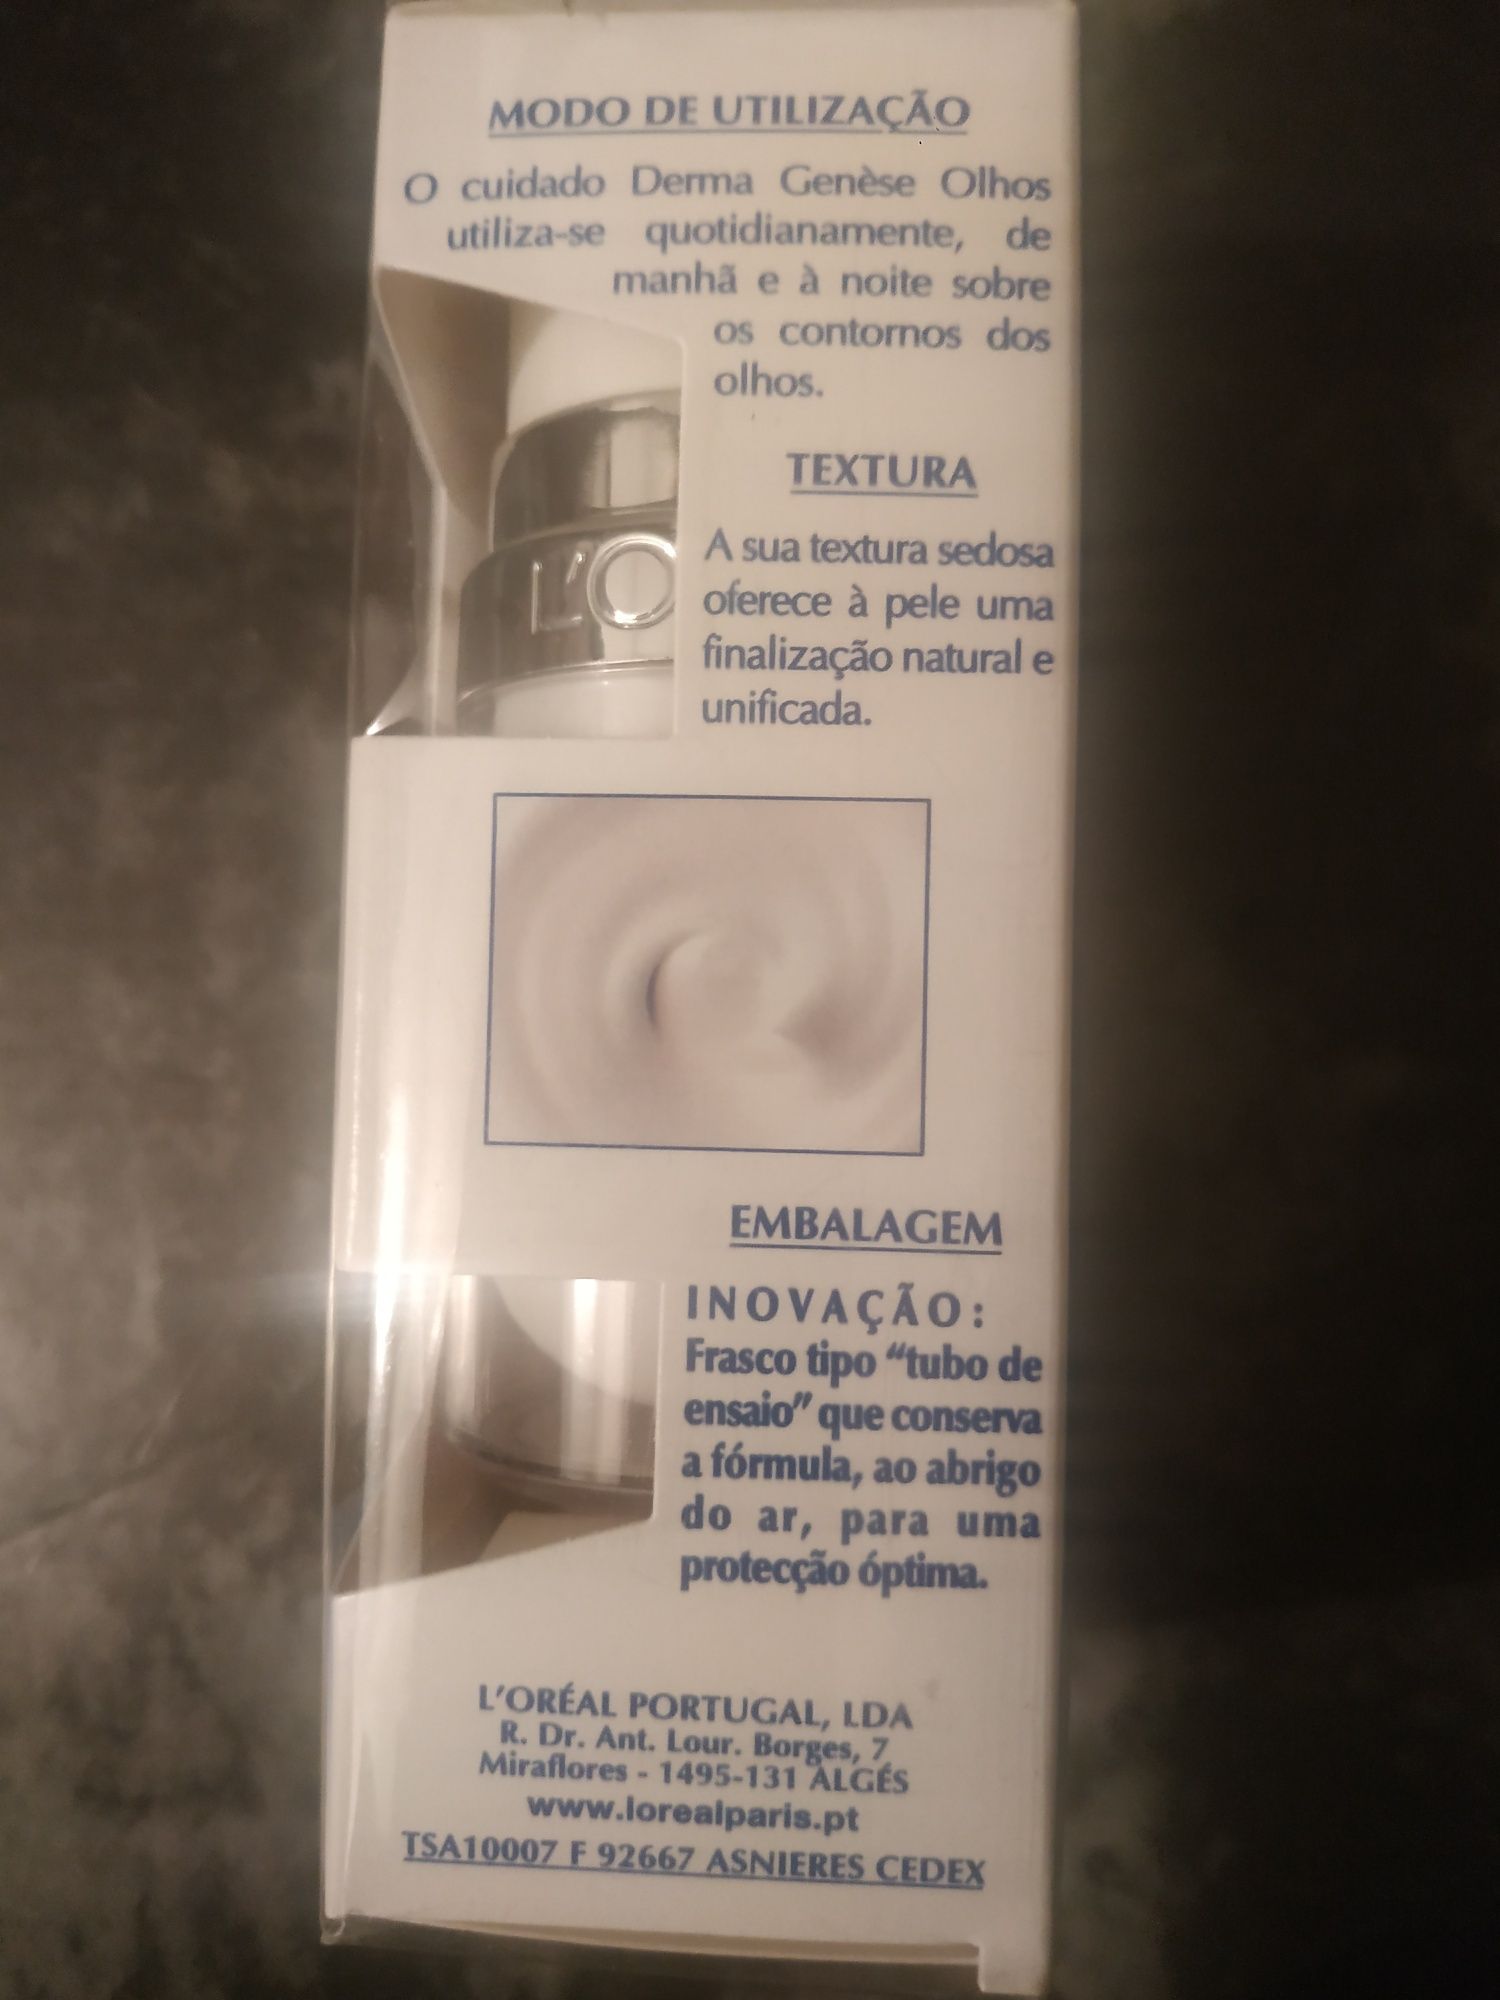 MODO DE UTILIZAÇÃO
O cuidado Derma Genèse Olhos
utiliza-se quotidianamente, de
manhã e à noite sobre
os contornos dos
olhos.
TEXTURA
L'O
A sua textura sedosa
oferece à pele uma
finalização natural e
unificada.
EMBALAGEM
INOVAÇÃO:
Frasco tipo “tubo de
ensaio” que conserva
a fórmula, ao abrigo
do ar, para uma
protecção óptima.
L'ORÉAL PORTUGAL, LDA
R. Dr. Ant. Lour. Borges, 7
Miraflores - 1495-131 ALGÉS
www.lorealparis.pt
TSA10007 F 92667 ASNIERES CEDEX